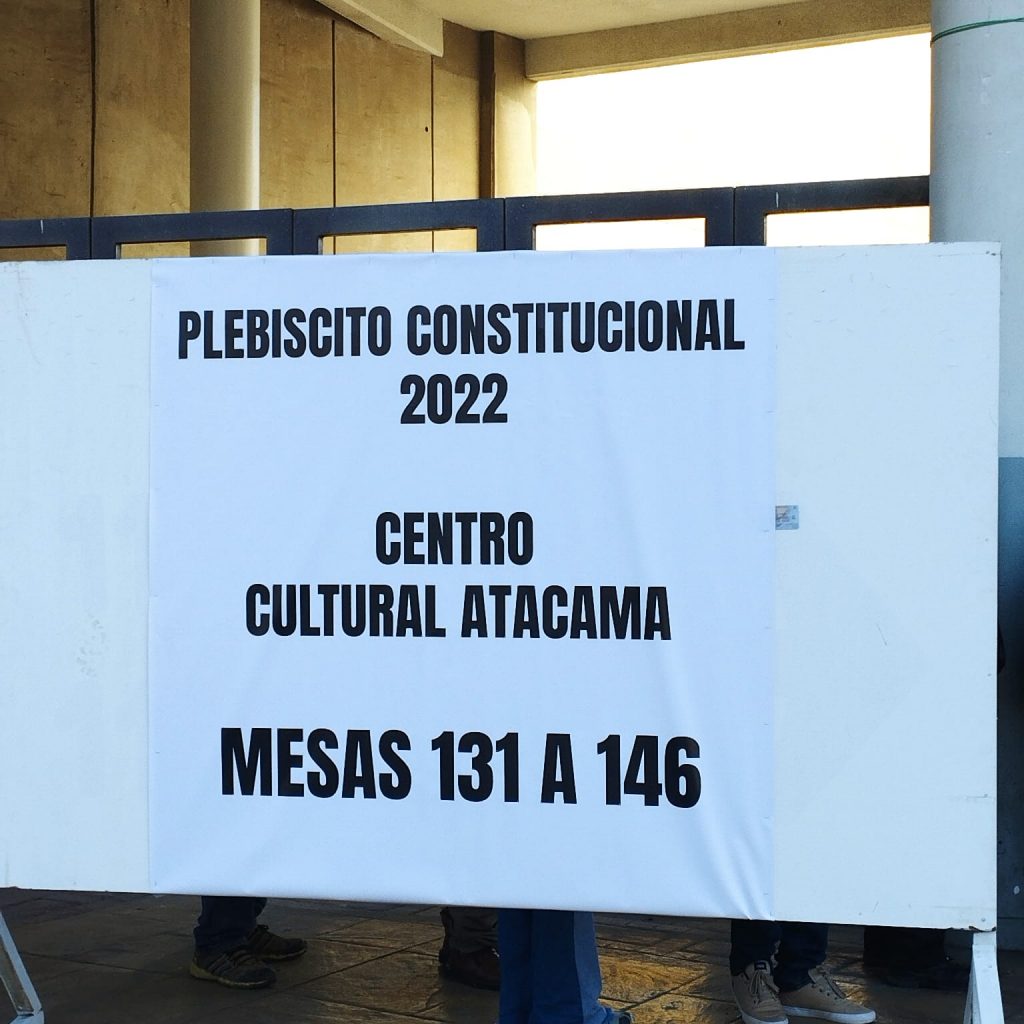 PLEBISCITO CONSTITUCIONAL
2022
CENTRO
CULTURAL ATACAMA
MESAS 131 A 146